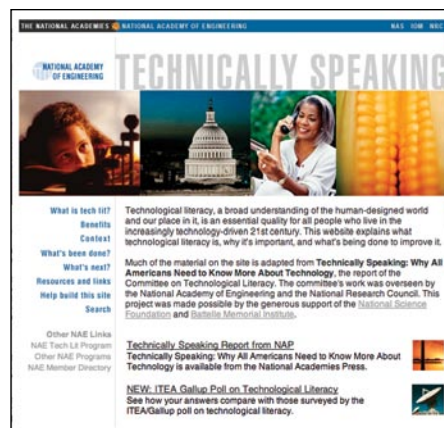 THE NATIONAL ACADEMIES NATIONAL ACADEMY OF ENGINEERING NAS IOM NRC
NATIONAL ACADEMY
OF ENGINEERING
TECHNICALLY SPEAKING
What is tech lit?
Benefits
Context
What's been done?
What's next?
Resources and links
Help build this site
Search
Other NAE Links
NAE Tech Lit Program
Other NAE Programs
NAE Member Directory
Technological literacy, a broad understanding of the human-designed world
and our place in it, is an essential quality for all people who live in the
increasingly technology-driven 21st century. This website explains what
technological literacy is, why it's important, and what's being done to improve it.
Much of the material on the site is adapted from Technically Speaking: Why All
Americans Need to Know More About Technology, the report of the
Committee on Technological Literacy. The committee's work was overseen by
the National Academy of Engineering and the National Research Council. This
project was made possible by the generous support of the National Science
Foundation and Battelle Memorial Institute.
Technically Speaking Report from NAP
Technically Speaking: Why All Americans Need to Know More About
Technology is available from the National Academies Press.
NEW: ITEA Gallup Poll on Technological Literacy
See how your answers compare with those surveyed by the
ITEA/Gallup poll on technological literacy.